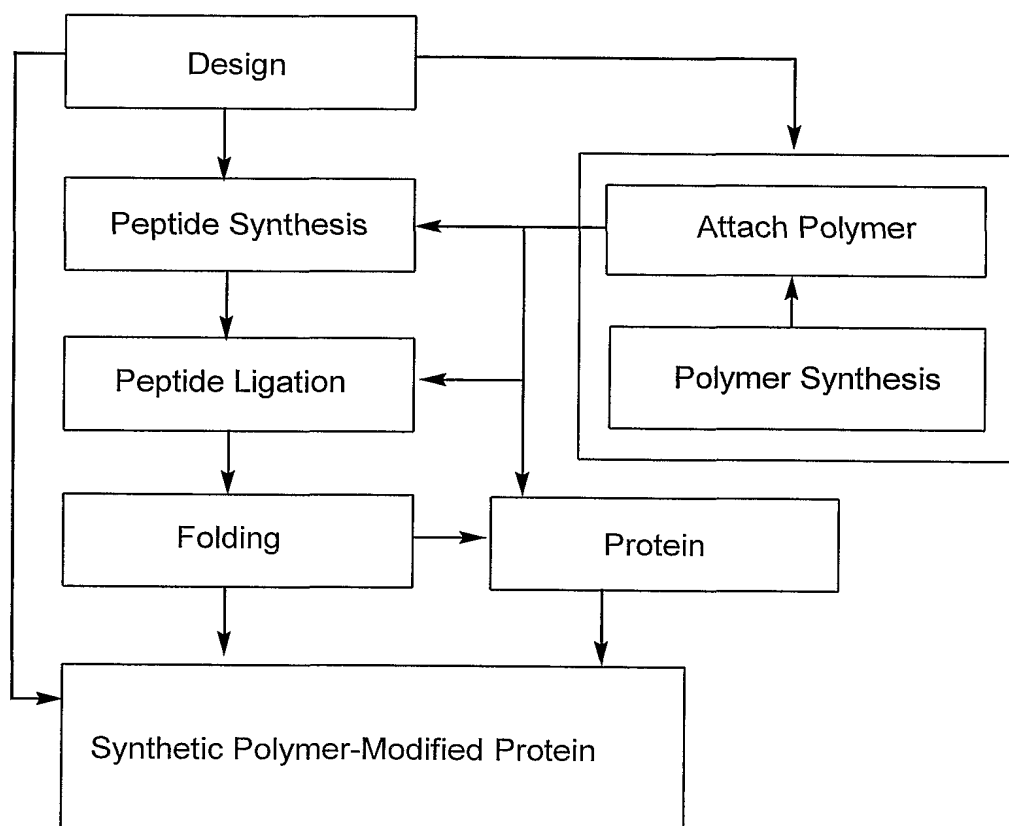 Design
Peptide Synthesis
Attach Polymer
Peptide Ligation
Polymer Synthesis
Folding
Protein
Synthetic Polymer-Modified Protein